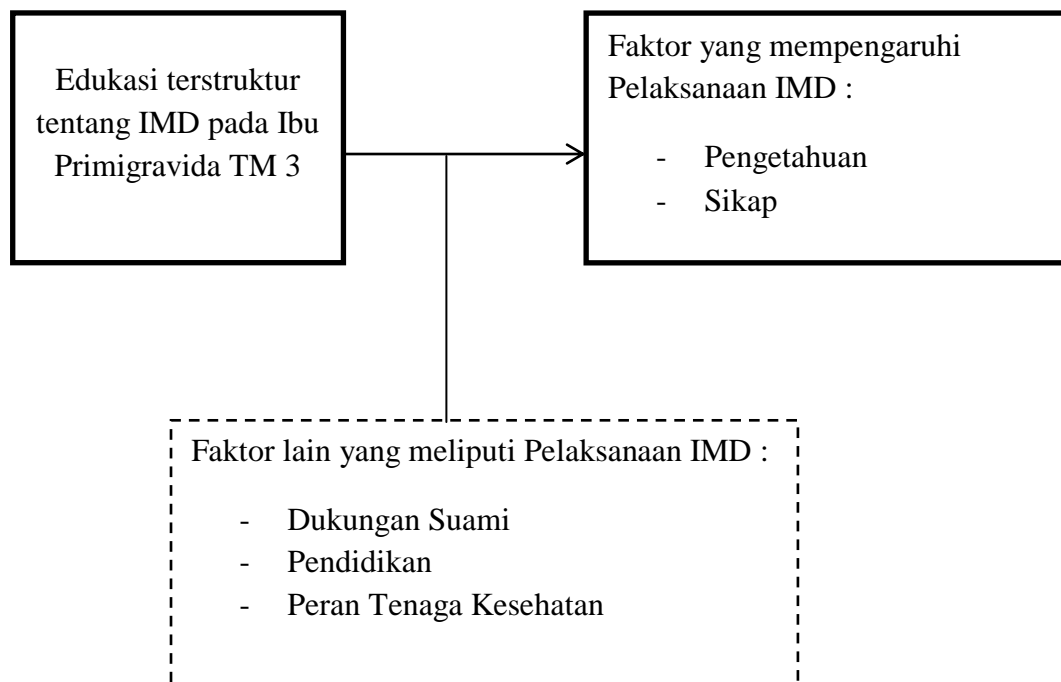 Edukasi terstruktur
tentang IMD pada Ibu
Primigravida TM 3
Faktor yang mempengaruhi
Pelaksanaan IMD :
- Pengetahuan
- Sikap
Faktor lain yang meliputi Pelaksanaan IMD :
- Dukungan Suami
- Pendidikan
- Peran Tenaga Kesehatan